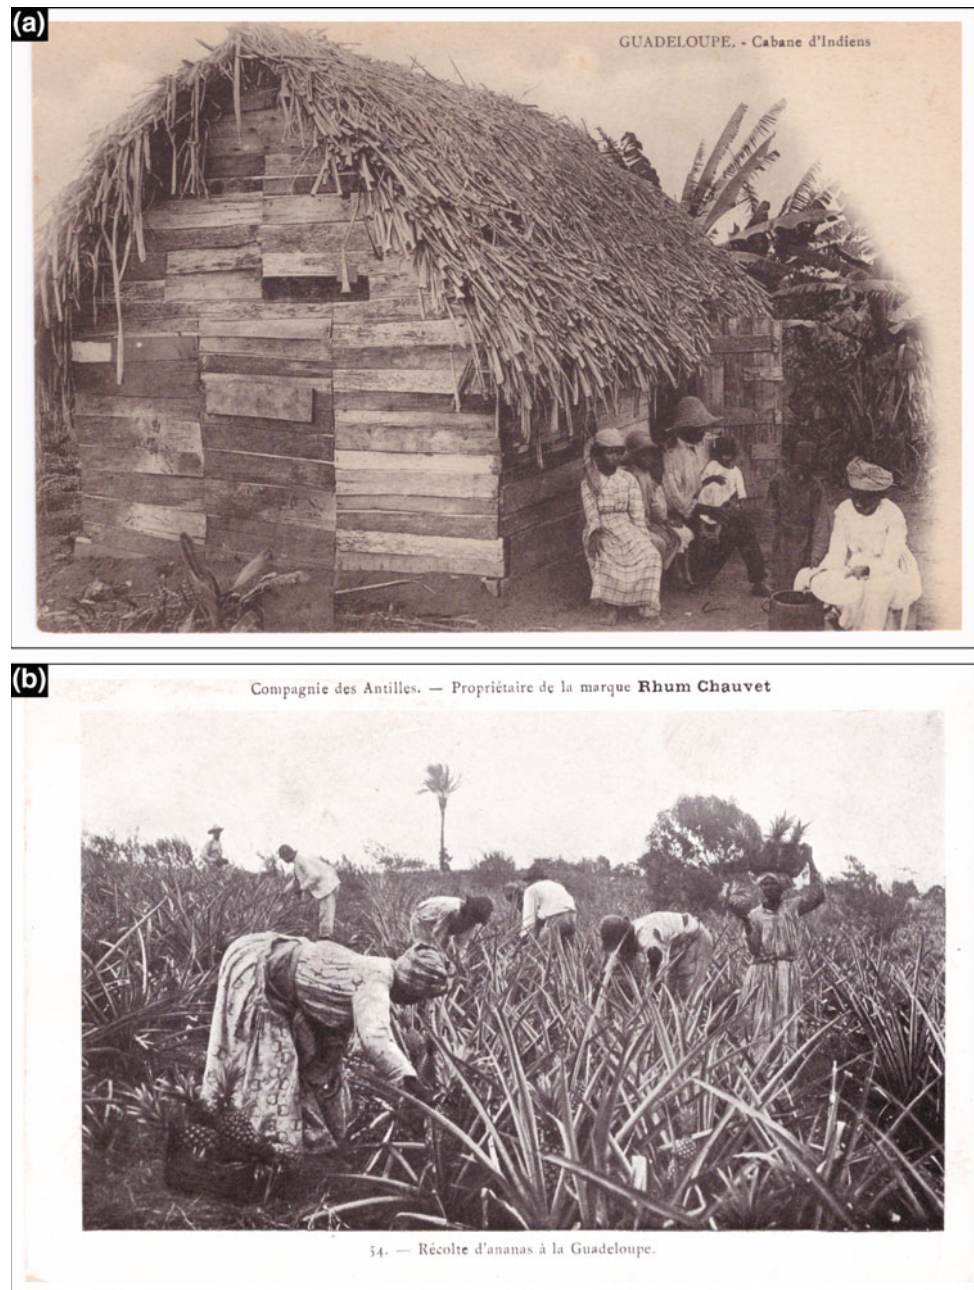 (a)
GUADELOUPE. - Cabane d'Indiens
(b)
Compagnie des Antilles. — Propriétaire de la marque Rhum Chauvet
54. — Récolte d'ananas à la Guadeloupe.